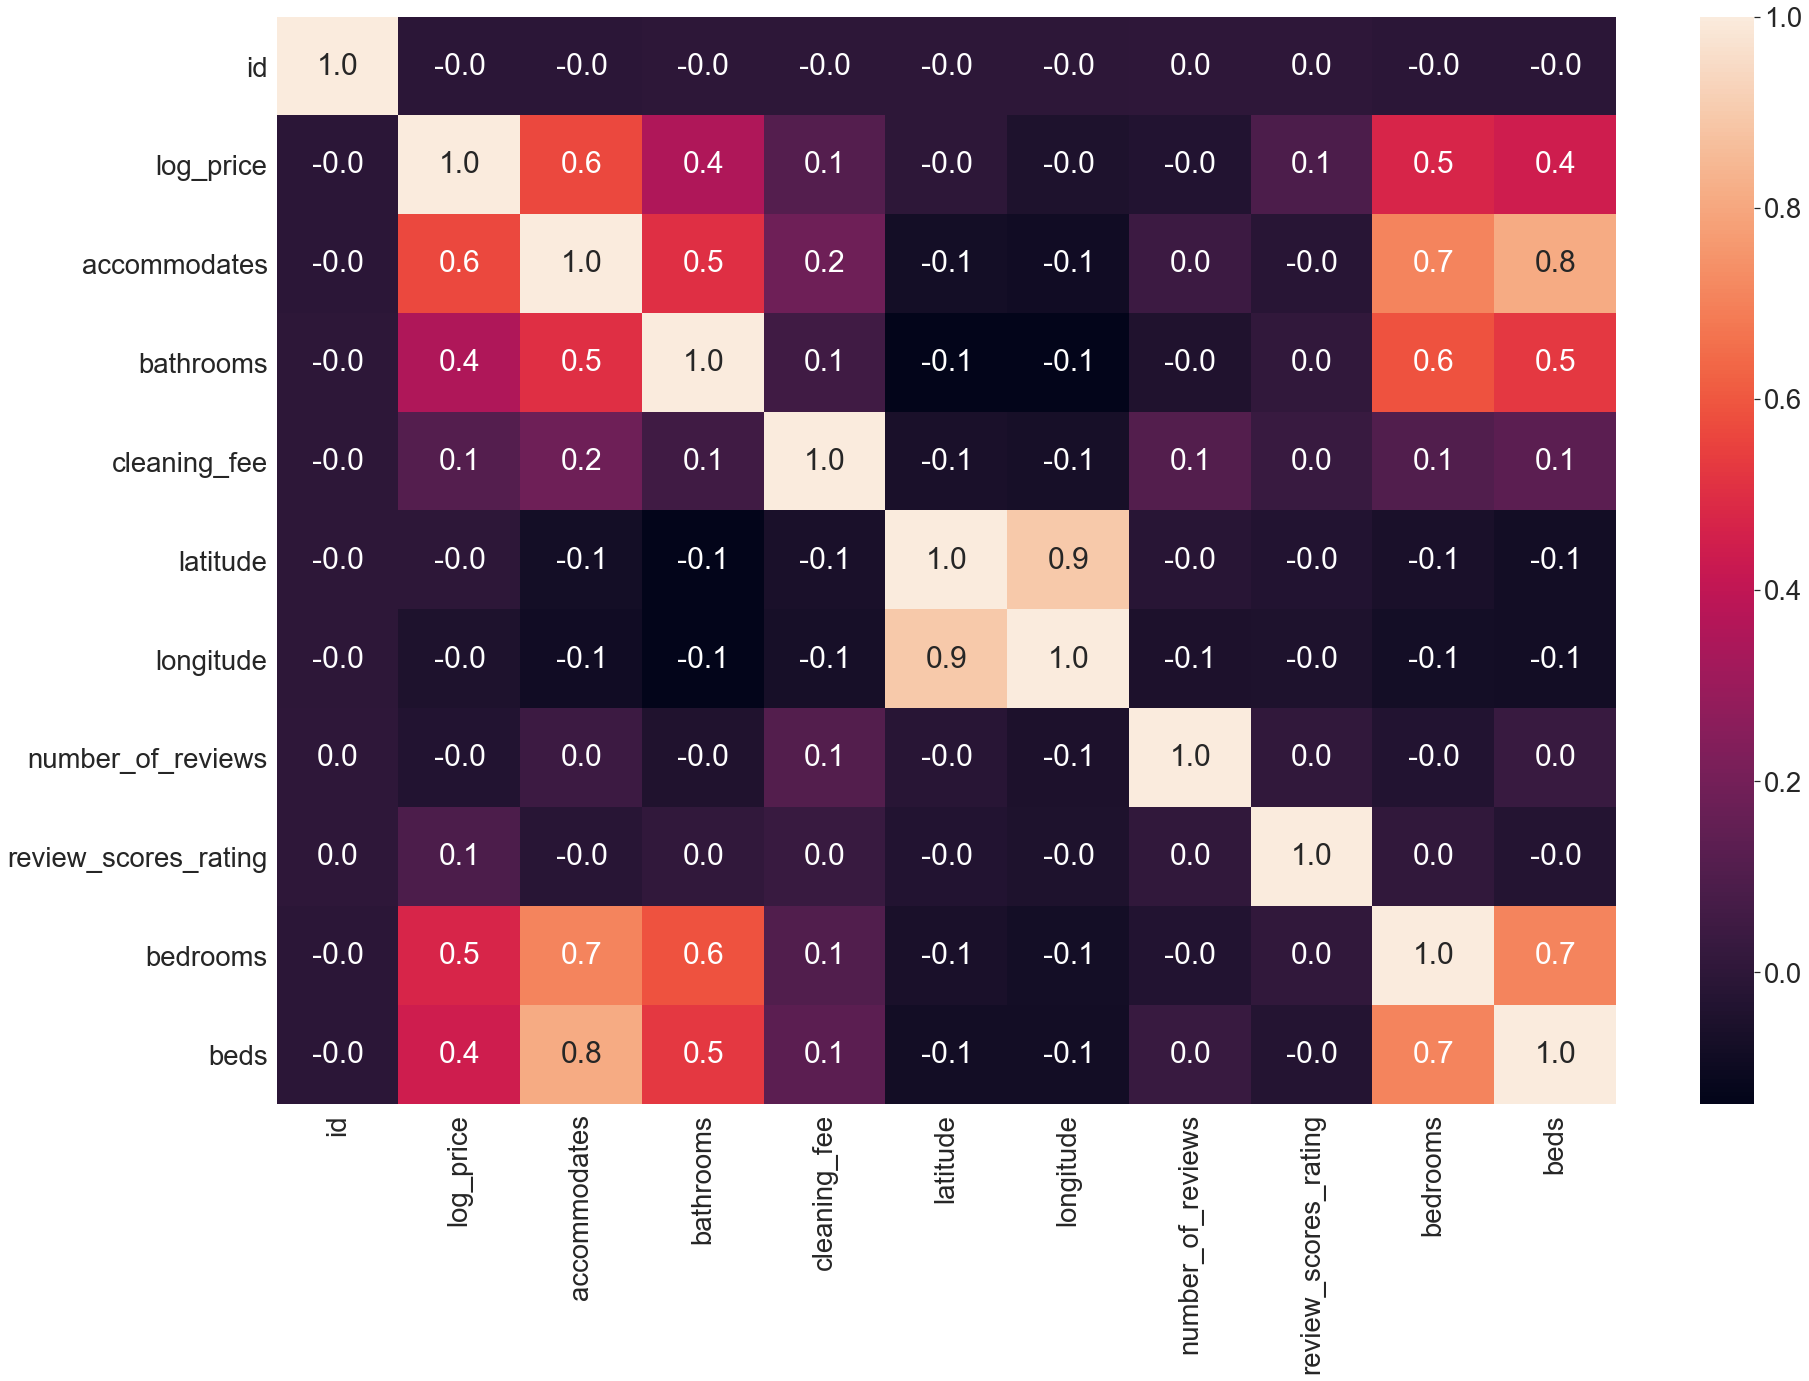 id 1.0 -0.0 -0.0 -0.0 -0.0 -0.0 -0.0 0.0 0.0 -0.0 -0.0
log_price -0.0 1.0 0.6 0.4 0.1 -0.0 -0.0 -0.0 0.1 0.5 0.4
accommodates -0.0 0.6 1.0 0.5 0.2 -0.1 -0.1 0.0 -0.0 0.7 0.8
bathrooms -0.0 0.4 0.5 1.0 0.1 -0.1 -0.1 -0.0 0.0 0.6 0.5
cleaning_fee -0.0 0.1 0.2 0.1 1.0 -0.1 -0.1 0.1 0.0 0.1 0.1
latitude -0.0 -0.0 -0.1 -0.1 -0.1 1.0 0.9 -0.0 -0.0 -0.1 -0.1
longitude -0.0 -0.0 -0.1 -0.1 -0.1 0.9 1.0 -0.1 -0.0 -0.1 -0.1
number_of_reviews 0.0 -0.0 0.0 -0.0 0.1 -0.0 -0.1 1.0 0.0 -0.0 0.0
review_scores_rating 0.0 0.1 -0.0 0.0 0.0 -0.0 -0.0 0.0 1.0 0.0 -0.0
bedrooms -0.0 0.5 0.7 0.6 0.1 -0.1 -0.1 -0.0 0.0 1.0 0.7
beds -0.0 0.4 0.8 0.5 0.1 -0.1 -0.1 0.0 -0.0 0.7 1.0
id
log_price
accommodates
bathrooms
cleaning_fee
latitude
longitude
number_of_reviews
review_scores_rating
bedrooms
beds
1.0
0.8
0.6
0.4
0.2
0.0